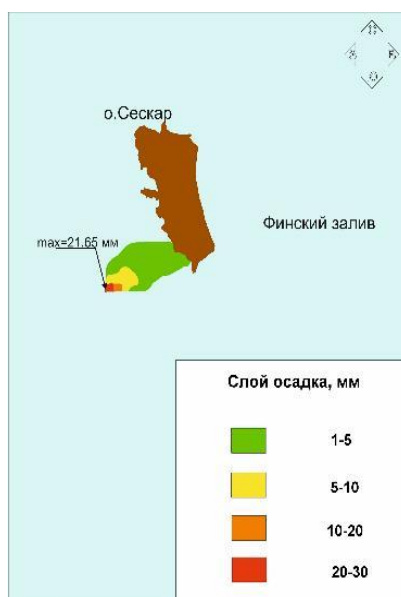 о.Сескар
Финский залив
max=21.65 мм
Слой осадка, мм
1-5
5-10
10-20
20-30